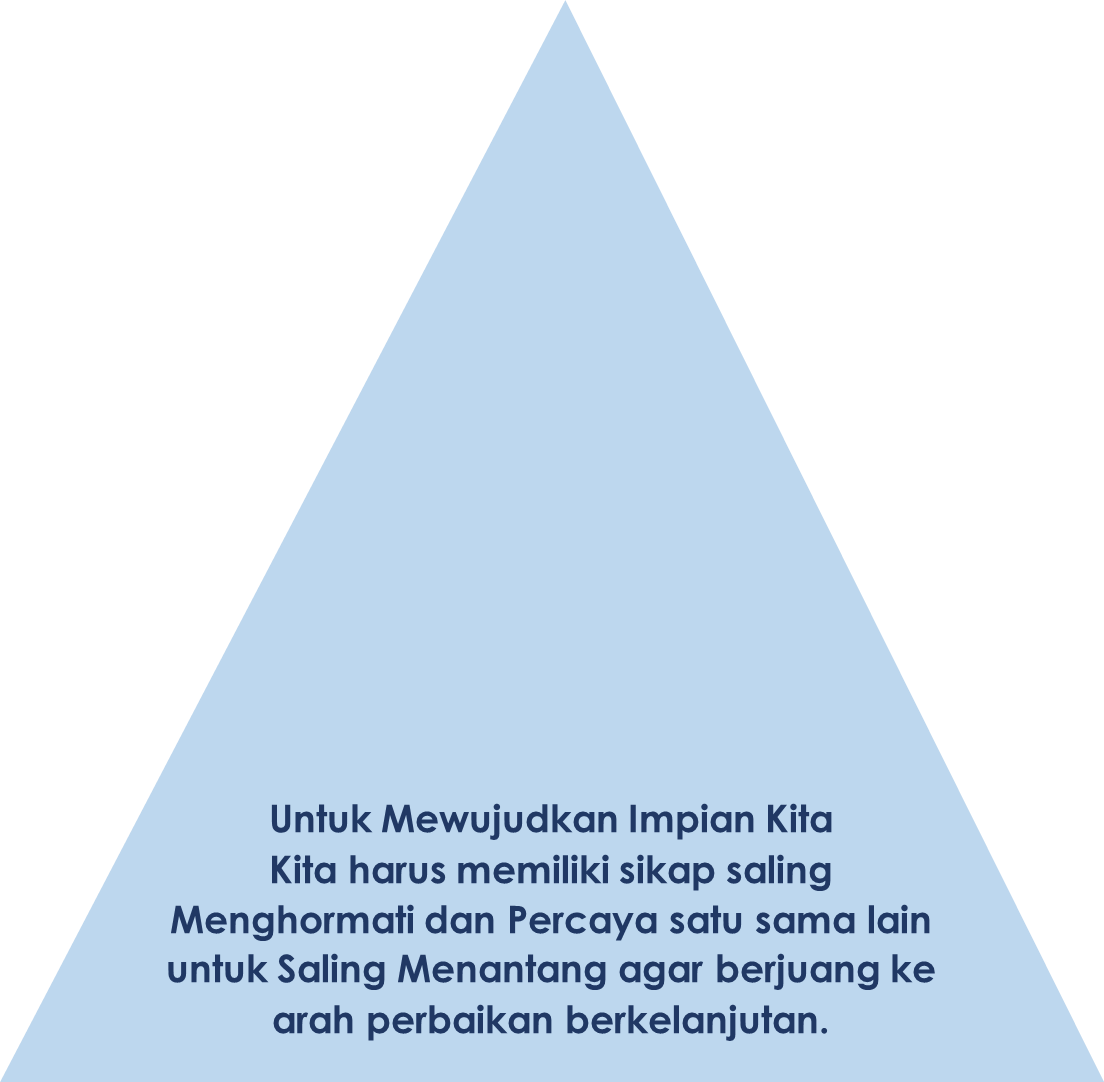 Untuk Mewujudkan Impian Kita
Kita harus memiliki sikap saling
Menghormati dan Percaya satu sama lain
untuk Saling Menantang agar berjuang ke
arah perbaikan berkelanjutan.